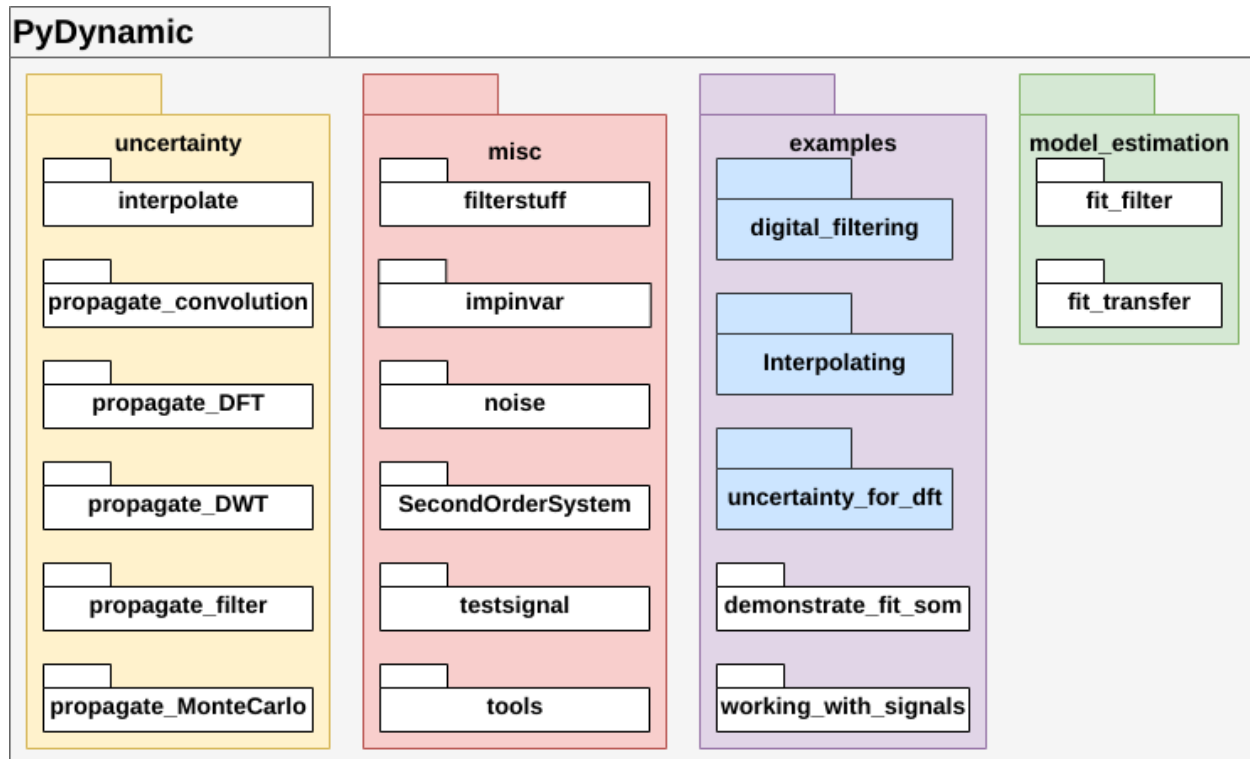 PyDynamic
uncertainty
interpolate
propagate_convolution
propagate_DFT
propagate_DWT
propagate_filter
propagate_MonteCarlo
misc
filterstuff
impinvar
noise
SecondOrderSystem
testsignal
tools
examples
digital_filtering
Interpolating
uncertainty_for_dft
demonstrate_fit_som
working_with_signals
model_estimation
fit_filter
fit_transfer